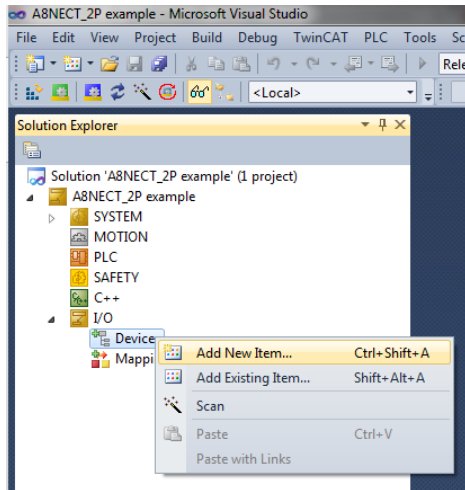 A8NECT_2P example - Microsoft Visual Studio
File Edit View Project Build Debug TwinCAT PLC Tools Sc
Rele
<Local>
Solution Explorer
Solution 'A8NECT_2P example' (1 project)
A8NECT_2P example
SYSTEM
MOTION
PLC
SAFETY
C++
I/O
Device
Mappi
Add New Item... Ctrl+Shift+A
Add Existing Item... Shift+Alt+A
Scan
Paste Ctrl+V
Paste with Links